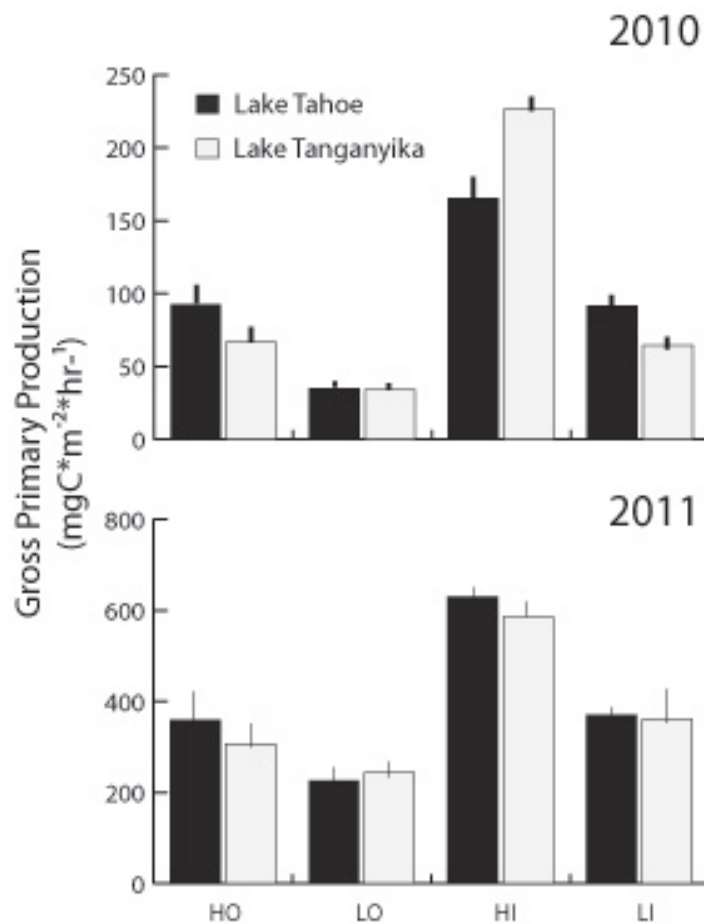 2010
250
200
150
100
50
0
Lake Tahoe
Lake Tanganyika
Gross Primary Production
(mgC*m⁻²*hr-¹)
2011
800
600
400
200
0
HO LO HI LI